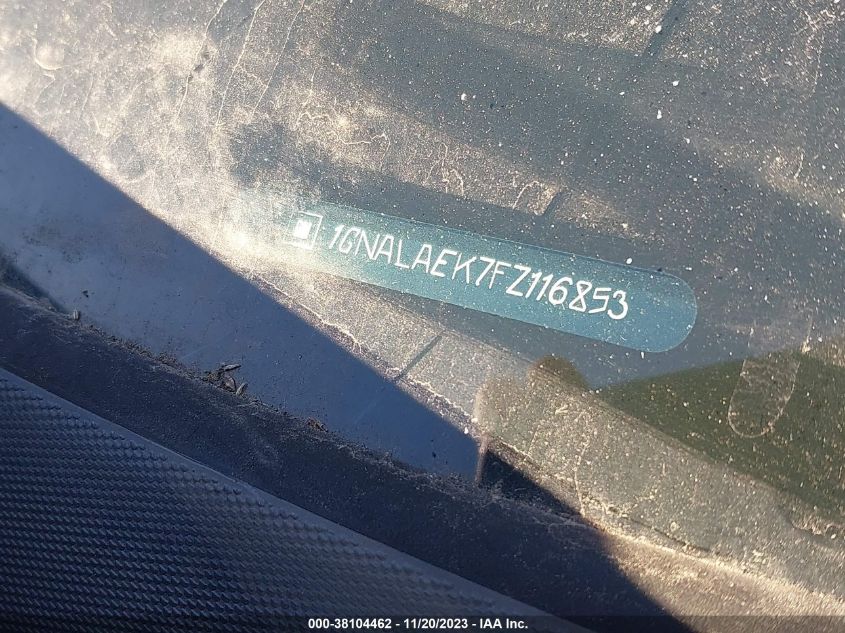 1GNALAEK7FZ116853
000-38104462 - 11/20/2023 - IAA Inc.